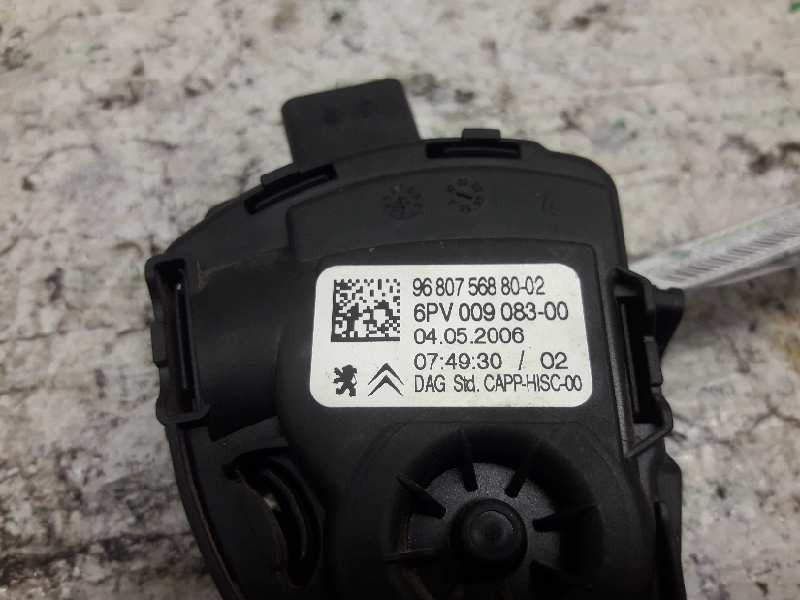 96 807 568 80-02
6PV 009 083-00
04.05.2006
07:49:30 / 02
DAG Std. CAPP-HISC-00